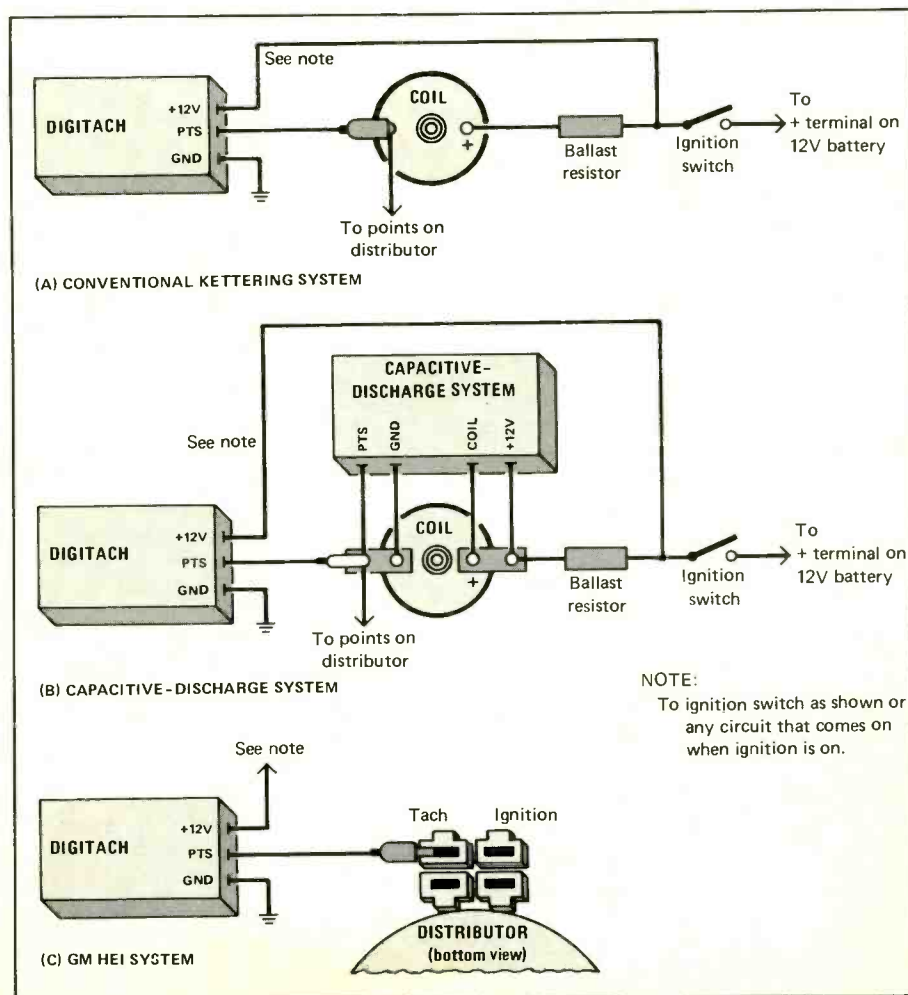 See note
DIGITACH
+12V
PTS
GND
COIL
+
Ballast
resistor
Ignition
switch
To
+ terminal on
12V battery
To points on
distributor
(A) CONVENTIONAL KETTERING SYSTEM
CAPACITIVE-
DISCHARGE SYSTEM
PTS
GND
COIL
+12V
See note
DIGITACH
+12V
PTS
GND
COIL
+
Ballast
resistor
Ignition
switch
To
+ terminal on
12V battery
To points on
distributor
(B) CAPACITIVE-DISCHARGE SYSTEM
NOTE:
To ignition switch as shown or
any circuit that comes on
when ignition is on.
See note
DIGITACH
+12V
PTS
GND
Tach
Ignition
DISTRIBUTOR
(bottom view)
(C) GM HEI SYSTEM